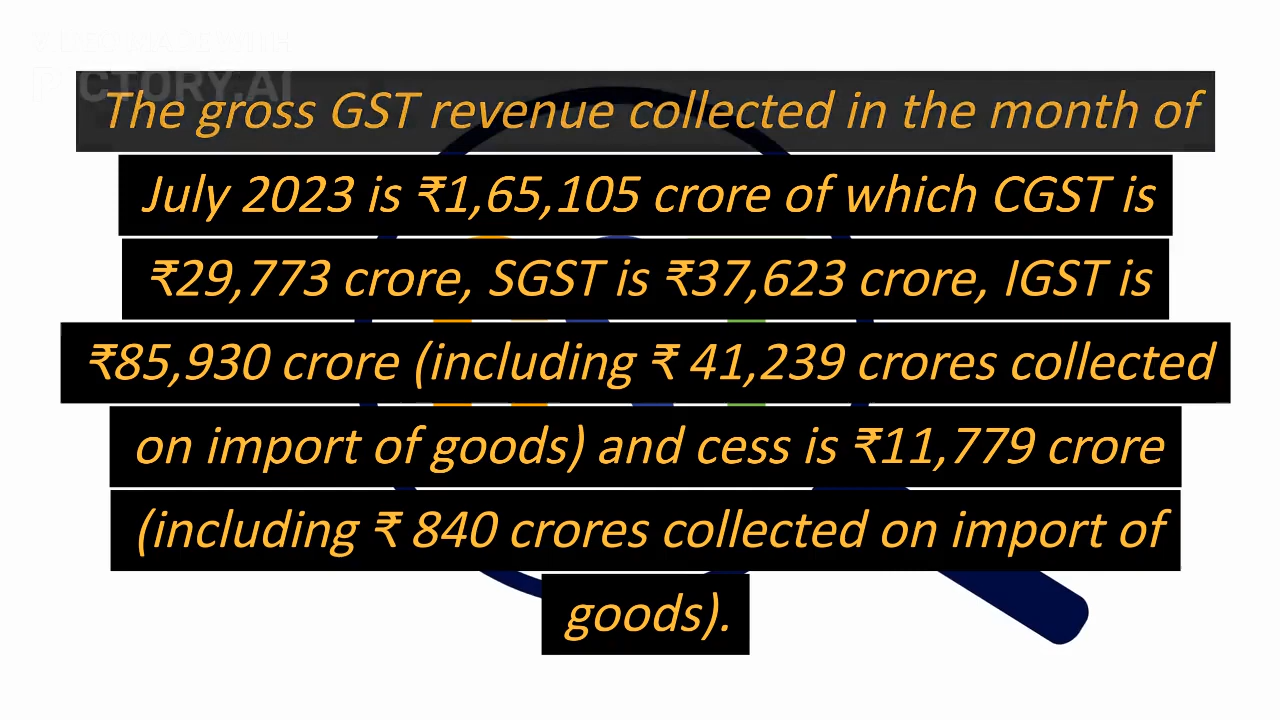 PICTORY.AI
The gross GST revenue collected in the month of
July 2023 is ₹1,65,105 crore of which CGST is
₹29,773 crore, SGST is ₹37,623 crore, IGST is
₹85,930 crore (including ₹ 41,239 crores collected
on import of goods) and cess is ₹11,779 crore
(including ₹ 840 crores collected on import of
goods).